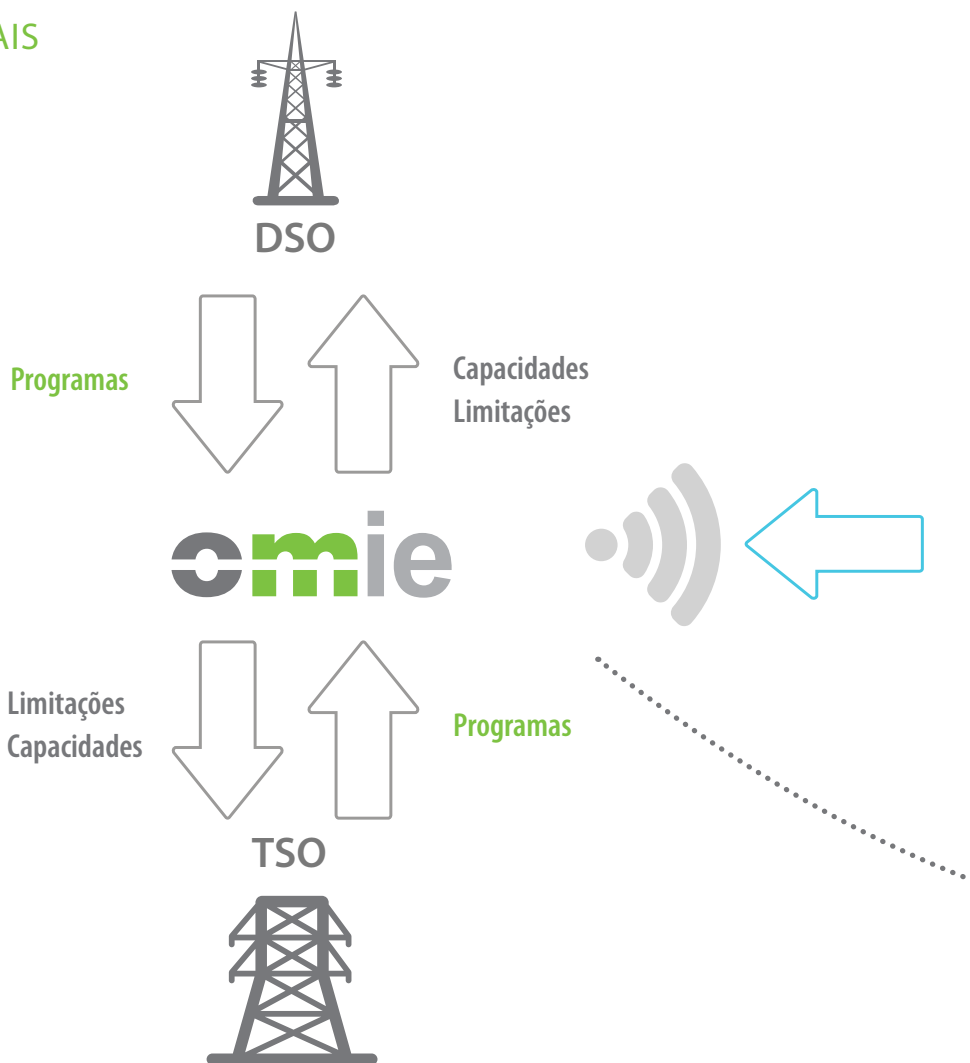 AIS
DSO
Programas
Capacidades
Limitações
omie
Limitações
Capacidades
Programas
TSO